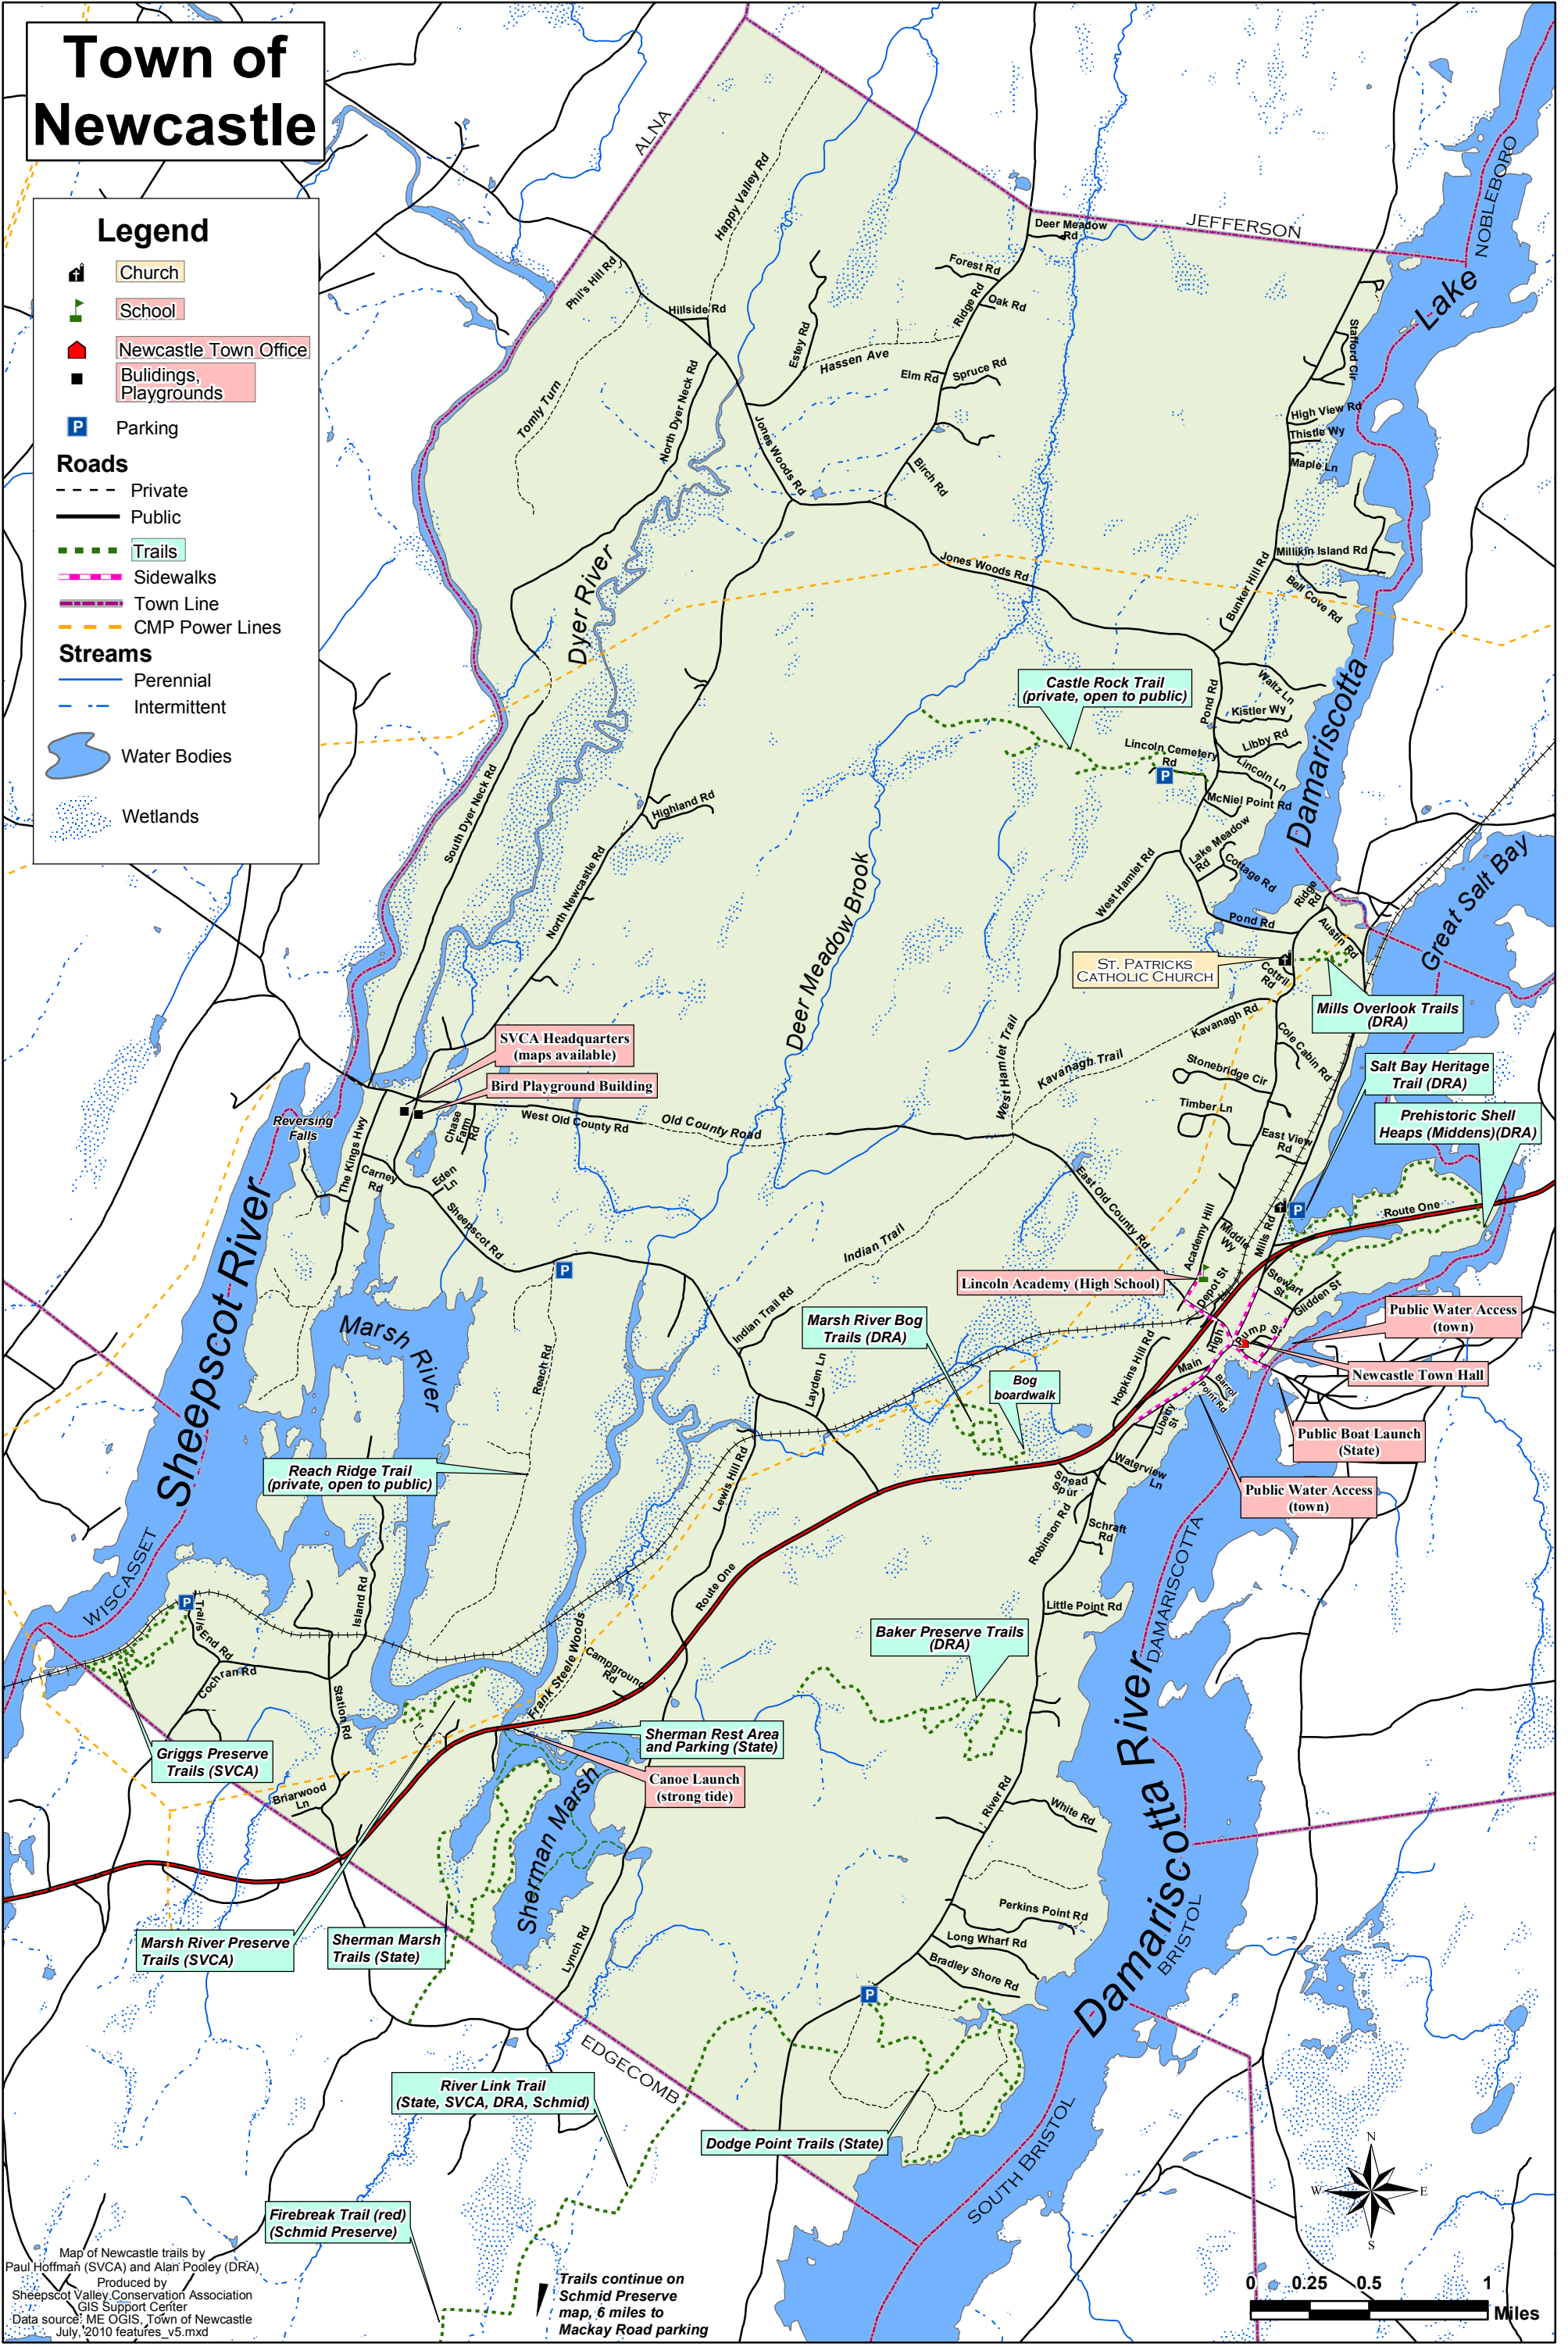 Town of
Newcastle
Legend
Church
School
Newcastle Town Office
Bulidings,
Playgrounds
Parking
Roads
Private
Public
Trails
Sidewalks
Town Line
CMP Power Lines
Streams
Perennial
Intermittent
Water Bodies
Wetlands
ALNA
JEFFERSON
NOBLEBORO
Happy Valley Rd
Deer Meadow
Rd
Forest Rd
Oak Rd
Ridge Rd
Phil's Hill Rd
Hillside Rd
Estey Rd
Hassen Ave
Elm Rd
Spruce Rd
Tomly Turn
North Dyer Neck Rd
Jones Woods Rd
Birch Rd
Jones Woods Rd
Stafford Cir
High View Rd
Thistle Wy
Maple Ln
Millikin Island Rd
Bell Cove Rd
Bunker Hill Rd
Lake
Damariscotta
Dyer River
South Dyer Neck Rd
Highland Rd
North Newcastle Rd
Castle Rock Trail
(private, open to public)
Pond Rd
Waltz Ln
Kistler Wy
Libby Rd
Lincoln Cemetery
Rd
P
Lincoln Ln
McNiel Point Rd
Lake Meadow
Rd
Cottage Rd
West Hamlet Rd
Pond Rd
Ridge
Rd
Austin Rd
Great Salt Bay
Deer Meadow Brook
St. Patricks
Catholic Church
Cottril
Rd
Mills Overlook Trails
(DRA)
Kavanagh Rd
Kavanagh Trail
West Hamlet Trail
Cole Cabin Rd
Stonebridge Cir
Timber Ln
East View
Rd
Salt Bay Heritage
Trail (DRA)
Prehistoric Shell
Heaps (Middens)(DRA)
SVCA Headquarters
(maps available)
Bird Playground Building
Reversing
Falls
The Kings Hwy
Chase
Farm
Rd
West Old County Rd
Old County Road
Carney
Rd
Eden
Ln
Sheepscot Rd
East Old County Rd
Academy Hill
Middle
Wy
Mills Rd
P
Route One
Sheepscot River
Marsh River
P
Indian Trail
Indian Trail Rd
Lincoln Academy (High School)
Depot St
Stewart
St
Glidden St
Pump St
High
Main
Public Water Access
(town)
Newcastle Town Hall
Marsh River Bog
Trails (DRA)
Bog
boardwalk
Hopkins Hill Rd
Barrol
Point Rd
Liberty
St
Public Boat Launch
(State)
Public Water Access
(town)
Reach Rd
Layden Ln
Lewis Hill Rd
Waterview
Ln
Snead
Spur
Robinson Rd
Schraft
Rd
Reach Ridge Trail
(private, open to public)
WISCASSET
P
Trails End Rd
Cochran Rd
Island Rd
Station Rd
Route One
Frank Steele Woods
Campground
Rd
Little Point Rd
Baker Preserve Trails
(DRA)
DAMARISCOTTA
Damariscotta River
Griggs Preserve
Trails (SVCA)
Briarwood
Ln
Sherman Rest Area
and Parking (State)
Canoe Launch
(strong tide)
Sherman Marsh
River Rd
White Rd
Marsh River Preserve
Trails (SVCA)
Sherman Marsh
Trails (State)
Lynch Rd
Perkins Point Rd
Long Wharf Rd
Bradley Shore Rd
BRISTOL
P
EDGECOMB
River Link Trail
(State, SVCA, DRA, Schmid)
Dodge Point Trails (State)
SOUTH BRISTOL
Firebreak Trail (red)
(Schmid Preserve)
Trails continue on
Schmid Preserve
map, 6 miles to
Mackay Road parking
Map of Newcastle trails by
Paul Hoffman (SVCA) and Alan Pooley (DRA)
Produced by
Sheepscot Valley Conservation Association
GIS Support Center
Data source: ME OGIS, Town of Newcastle
July, 2010 features_v5.mxd
N
W
E
S
0 0.25 0.5 1
Miles